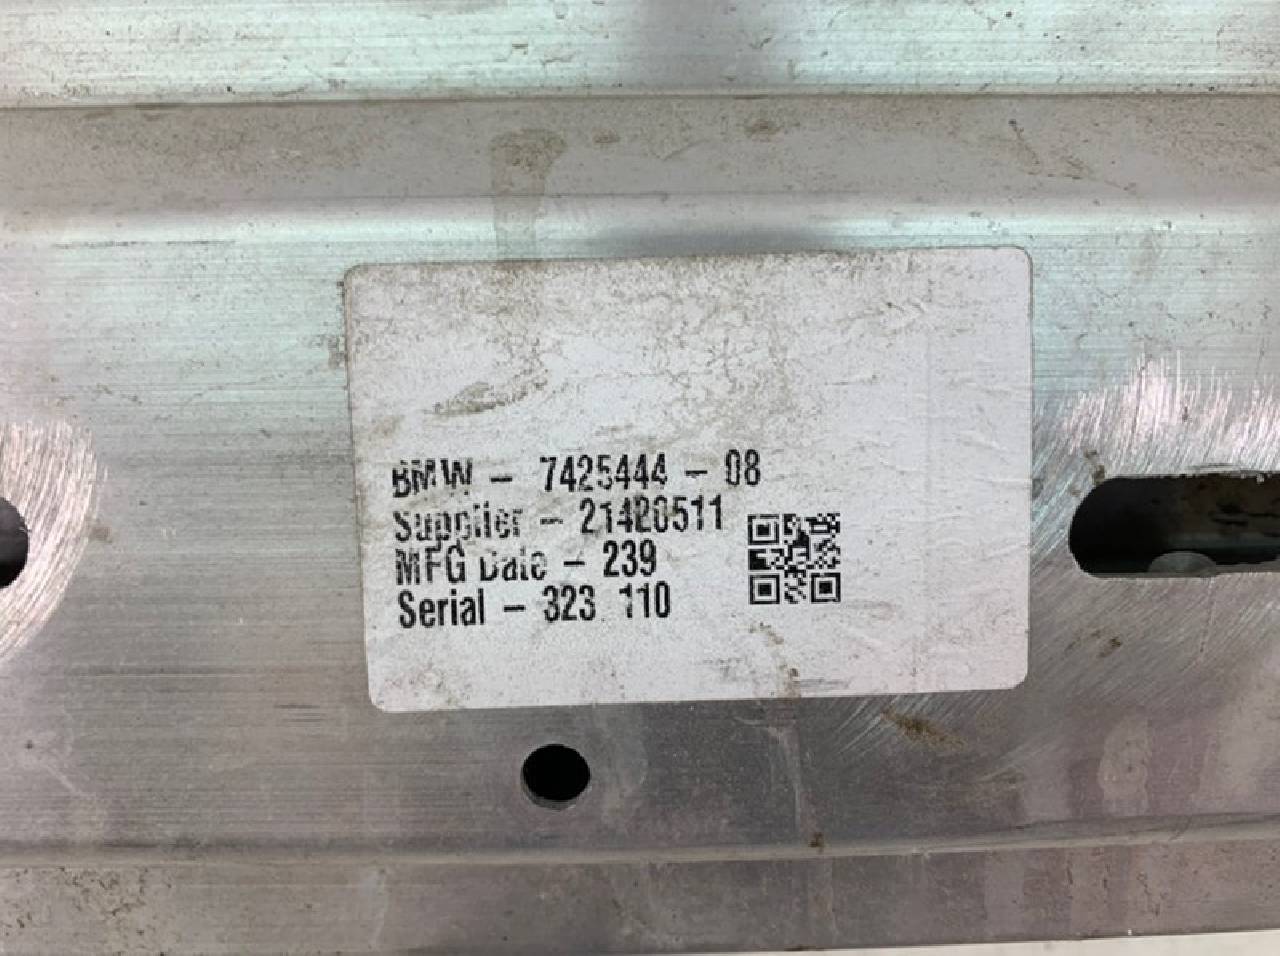 BMW - 7425444 - 08
Supplier - 21420511
MFG Date - 239
Serial - 323 110